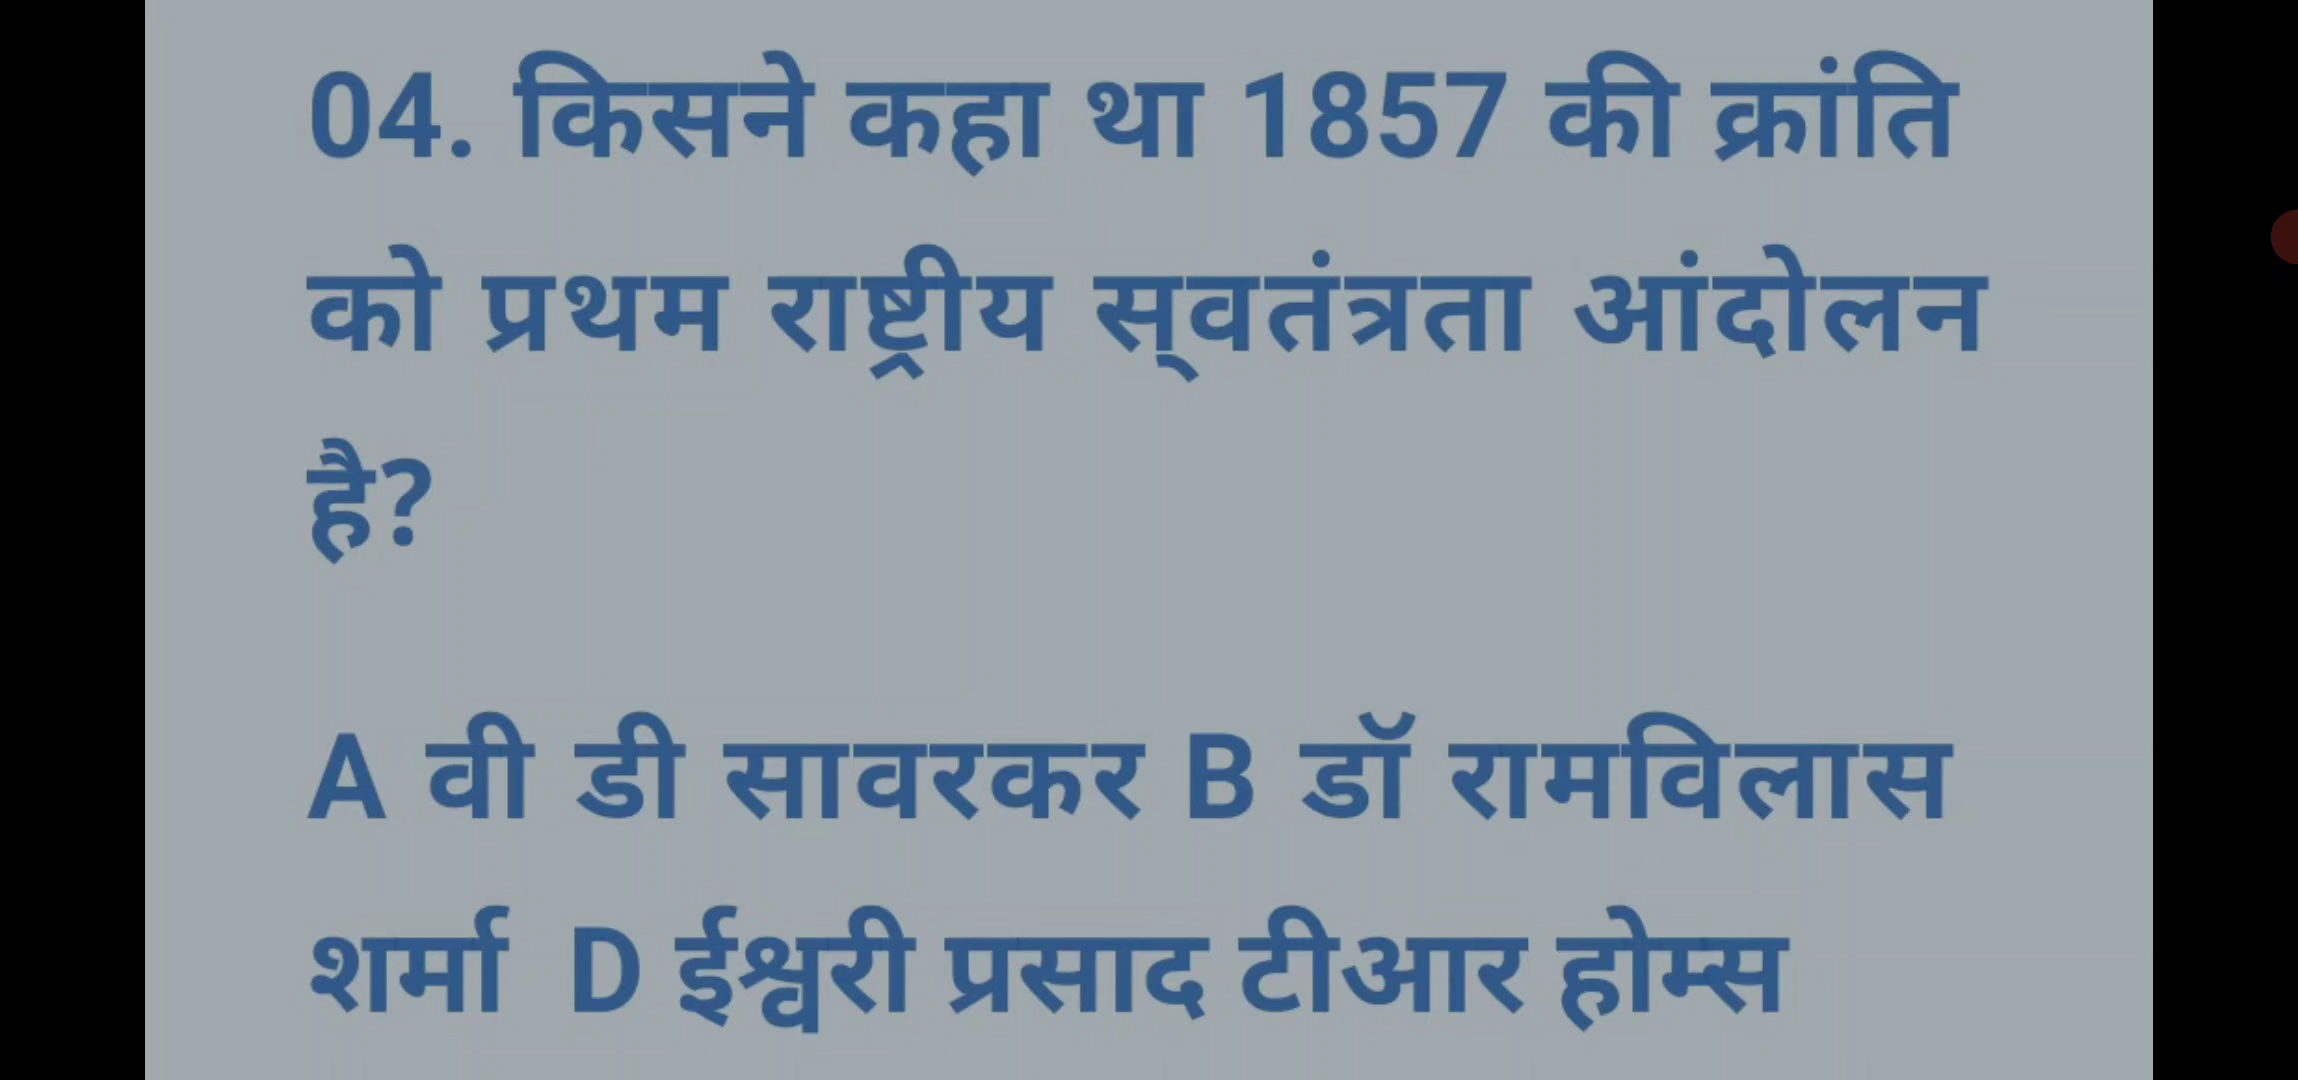 04. किसने कहा था 1857 की क्रांति
को प्रथम राष्ट्रीय स्‌वतंत्रता आंदोलन
है?
A वी डी सावरकर B डॉ रामविलास
शर्मा D ईश्वरी प्रसाद टीआर होम्स